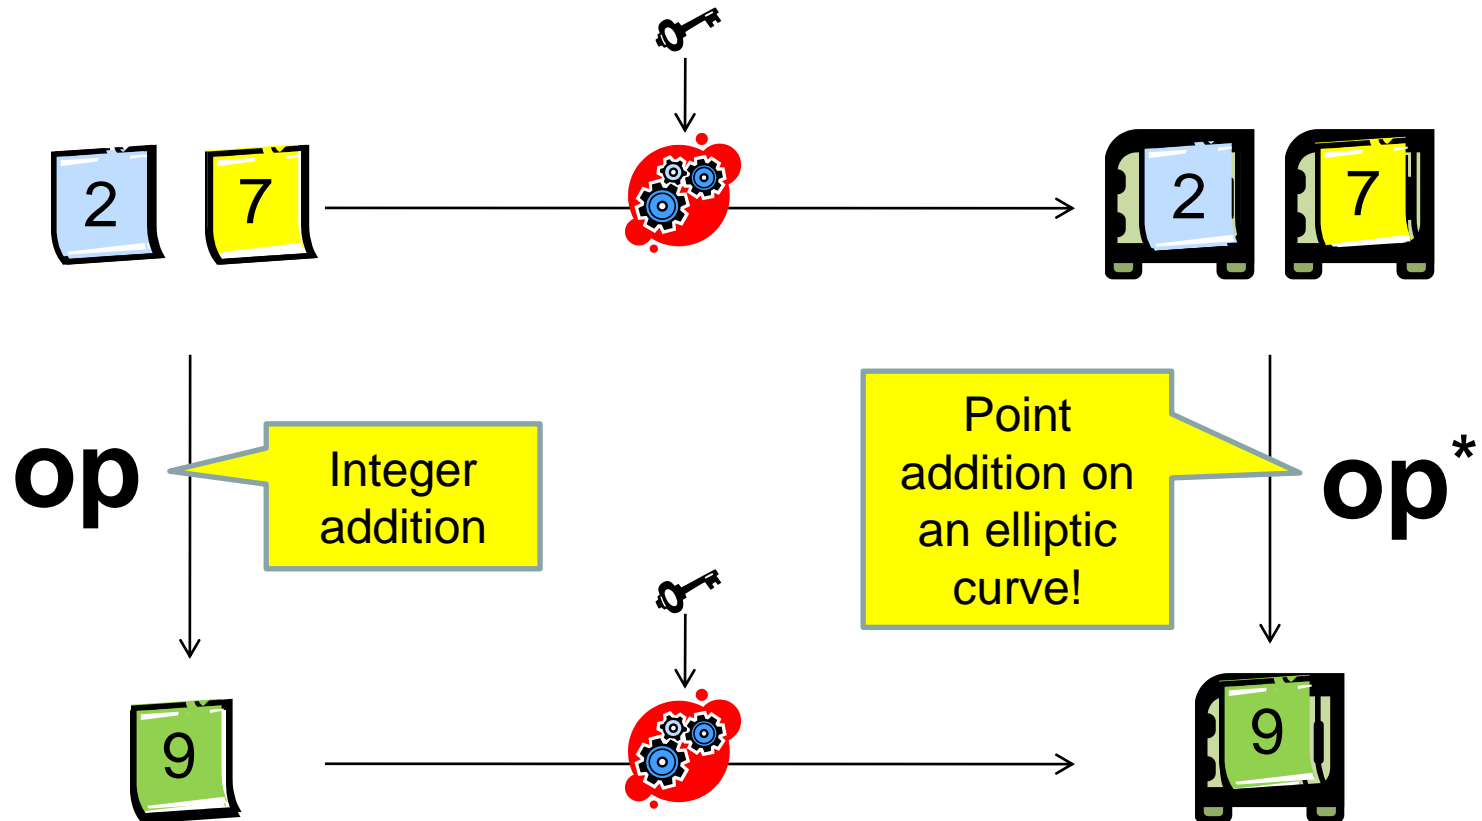 2 7
2 7
op
Integer
addition
Point
addition on
an elliptic
curve!
op*
9
9